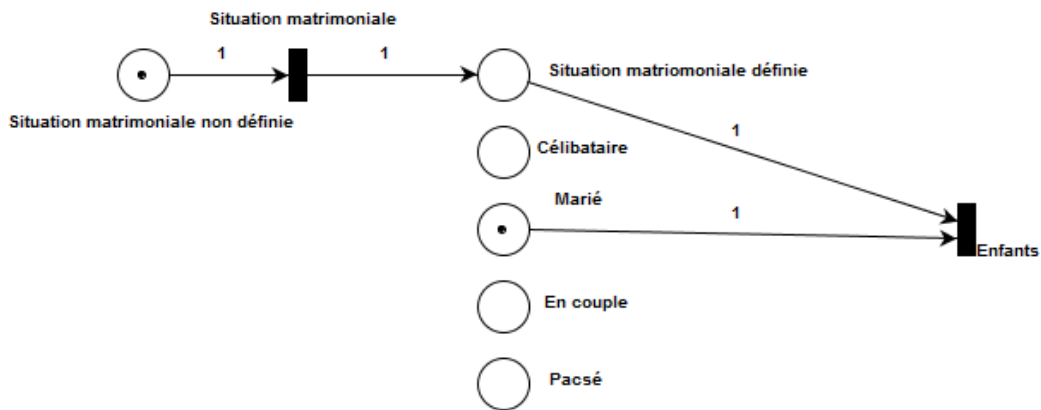 Situation matrimoniale
1
1
Situation matriomoniale définie
Situation matrimoniale non définie
1
Célibataire
Marié
1
Enfants
En couple
Pacsé